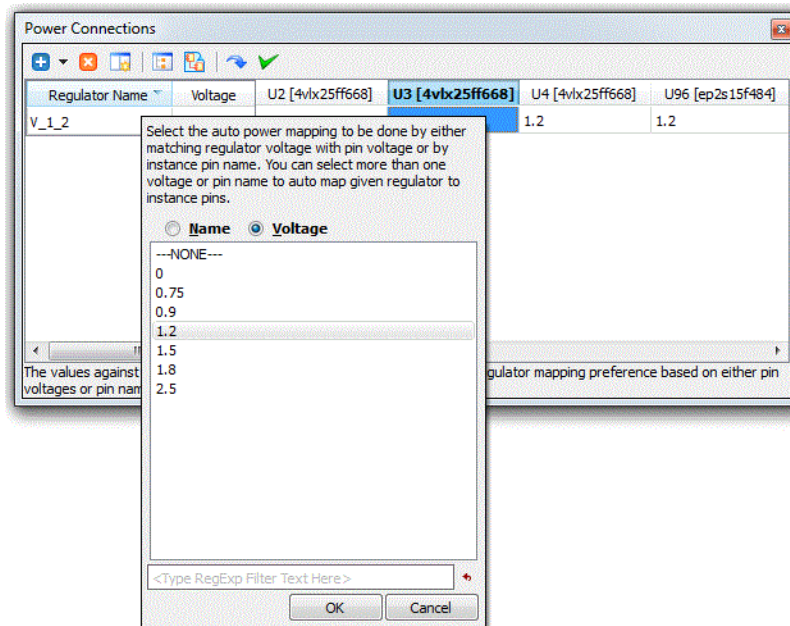 Power Connections
Regulator Name Voltage U2 [4vlx25ff668] U3 [4vlx25ff668] U4 [4vlx25ff668] U96 [ep2s15f484]
V_1_2 1.2 1.2
Select the auto power mapping to be done by either
matching regulator voltage with pin voltage or by
instance pin name. You can select more than one
voltage or pin name to auto map given regulator to
instance pins.
Name Voltage
---NONE---
0
0.75
0.9
1.2
1.5
1.8
2.5
The values against gulator mapping preference based on either pin
voltages or pin nam
<Type RegExp Filter Text Here>
OK Cancel